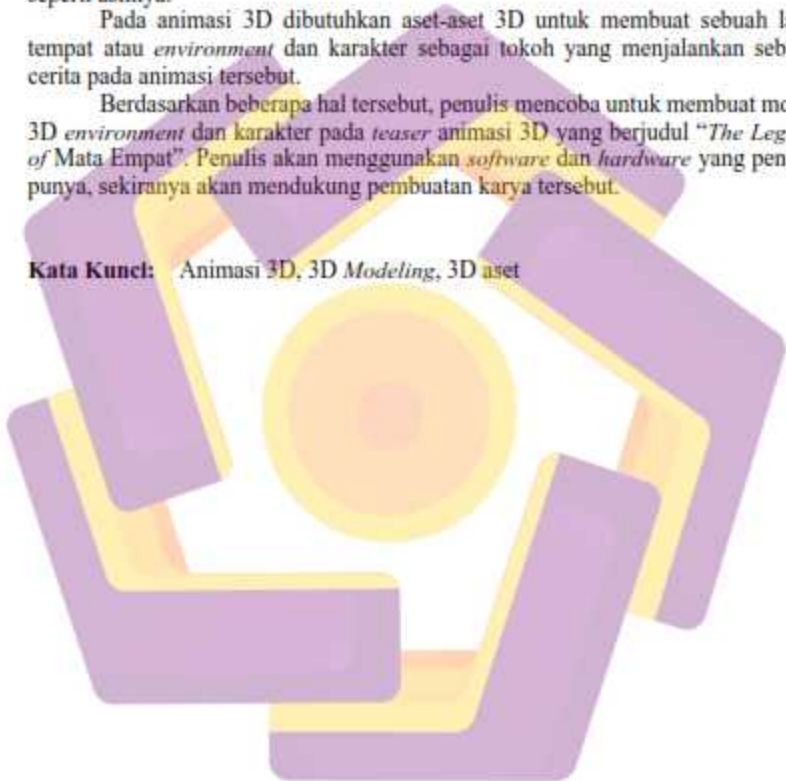 Pada animasi 3D dibutuhkan aset-aset 3D untuk membuat sebuah
tempat atau environment dan karakter sebagai tokoh yang menjalankan
cerita pada animasi tersebut.
Berdasarkan beberapa hal tersebut, penulis mencoba untuk membuat
3D environment dan karakter pada teaser animasi 3D yang berjudul “The
of Mata Empat”. Penulis akan menggunakan software dan hardware yang
punya, sekiranya akan mendukung pembuatan karya tersebut.
Kata Kunci: Animasi 3D, 3D Modeling, 3D aset